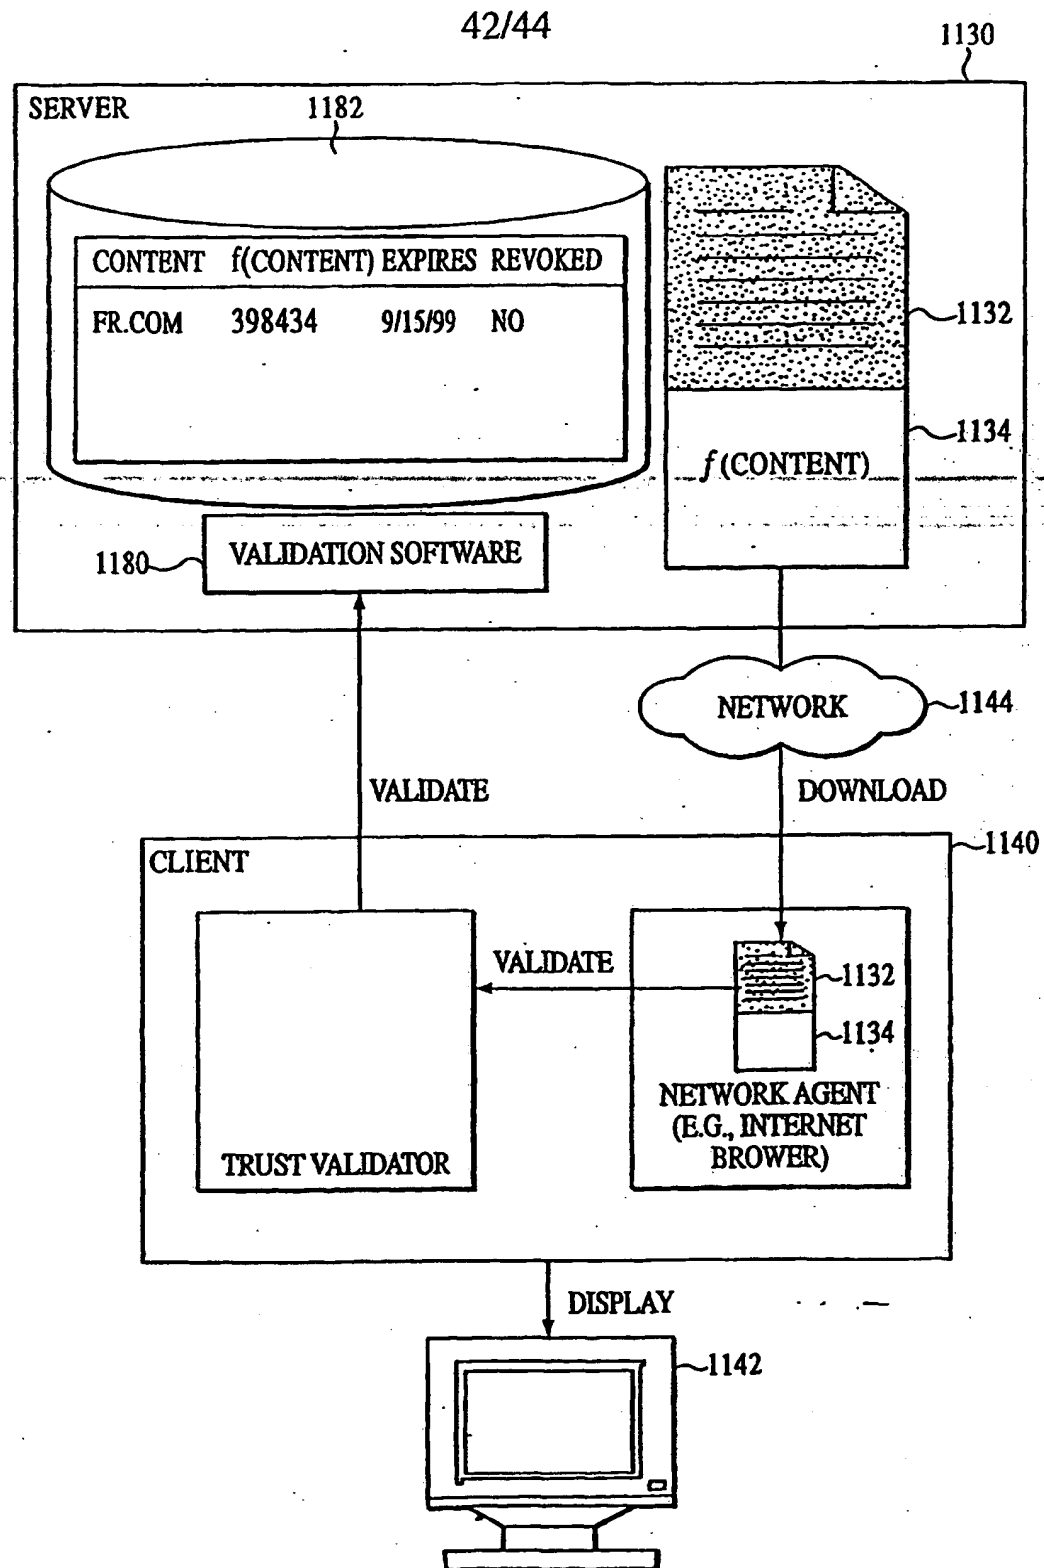 42/44
1130
SERVER
1182
CONTENT f(CONTENT) EXPIRES REVOKED
FR.COM 398434 9/15/99 NO
1132
1134
f(CONTENT)
1180
VALIDATION SOFTWARE
NETWORK
1144
VALIDATE
DOWNLOAD
1140
CLIENT
VALIDATE
1132
1134
NETWORK AGENT
(E.G., INTERNET
BROWER)
TRUST VALIDATOR
DISPLAY
1142